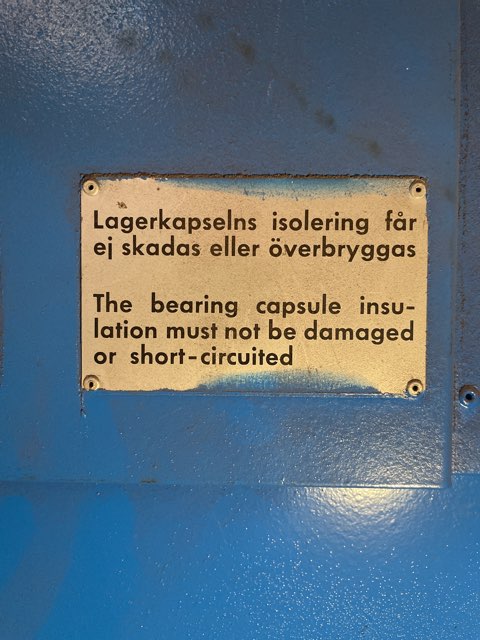 Lagerkapselns isolering får
ej skadas eller överbryggas
The bearing capsule insu-
lation must not be damaged
or short-circuited